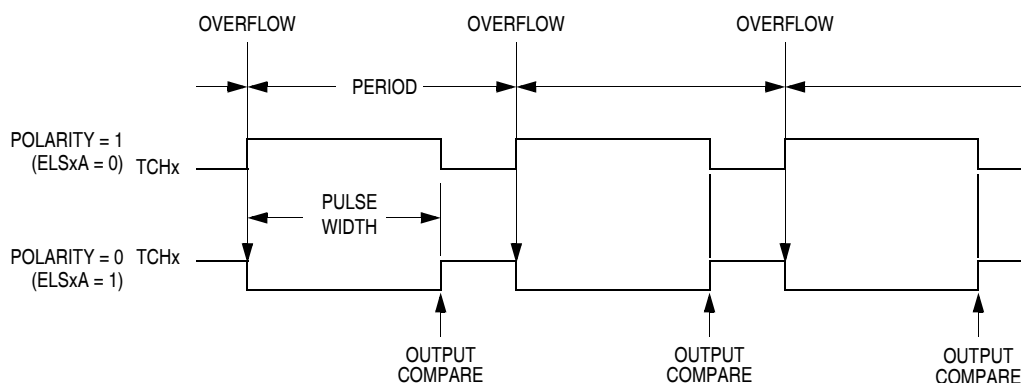 OVERFLOW
OVERFLOW
OVERFLOW
PERIOD
POLARITY = 1
(ELSxA = 0)
TCHx
PULSE
WIDTH
POLARITY = 0
(ELSxA = 1)
TCHx
OUTPUT
COMPARE
OUTPUT
COMPARE
OUTPUT
COMPARE